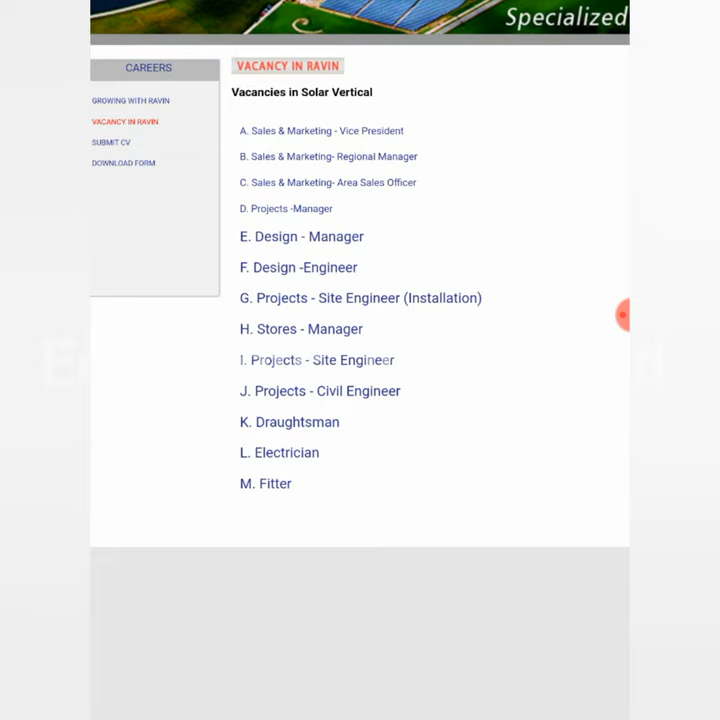 Specialized
CAREERS
GROWING WITH RAVIN
VACANCY IN RAVIN
SUBMIT CV
DOWNLOAD FORM
VACANCY IN RAVIN
Vacancies in Solar Vertical
A. Sales & Marketing - Vice President
B. Sales & Marketing- Regional Manager
C. Sales & Marketing- Area Sales Officer
D. Projects -Manager
E. Design - Manager
F. Design -Engineer
G. Projects - Site Engineer (Installation)
H. Stores - Manager
I. Projects - Site Engineer
J. Projects - Civil Engineer
K. Draughtsman
L. Electrician
M. Fitter